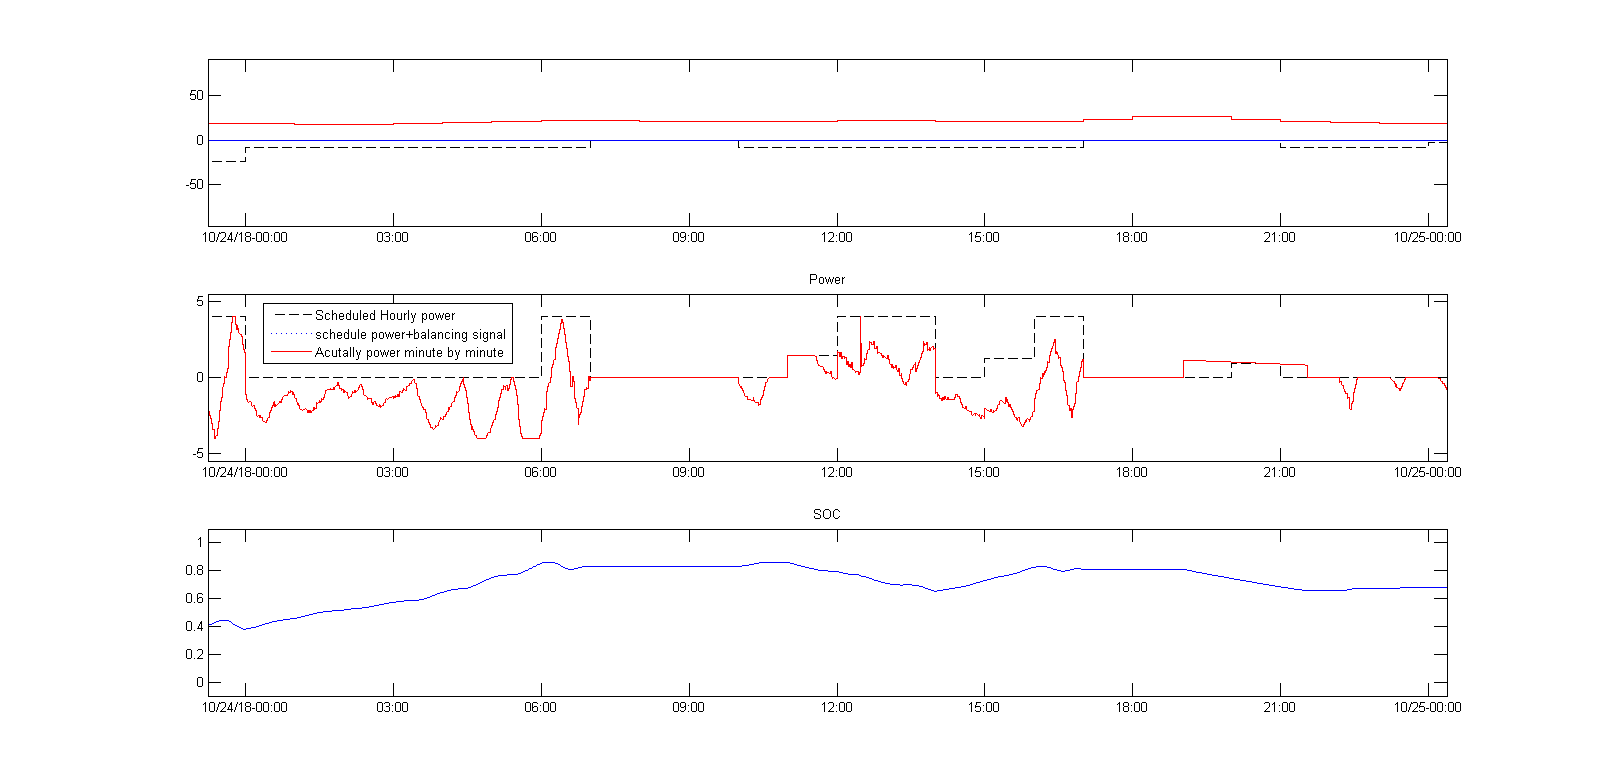 50
0
-50
10/24/18-00:00 03:00 06:00 09:00 12:00 15:00 18:00 21:00 10/25-00:00
Power
5
0
-5
Scheduled Hourly power
schedule power+balancing signal
Acutally power minute by minute
10/24/18-00:00 03:00 06:00 09:00 12:00 15:00 18:00 21:00 10/25-00:00
SOC
1
0.8
0.6
0.4
0.2
0
10/24/18-00:00 03:00 06:00 09:00 12:00 15:00 18:00 21:00 10/25-00:00